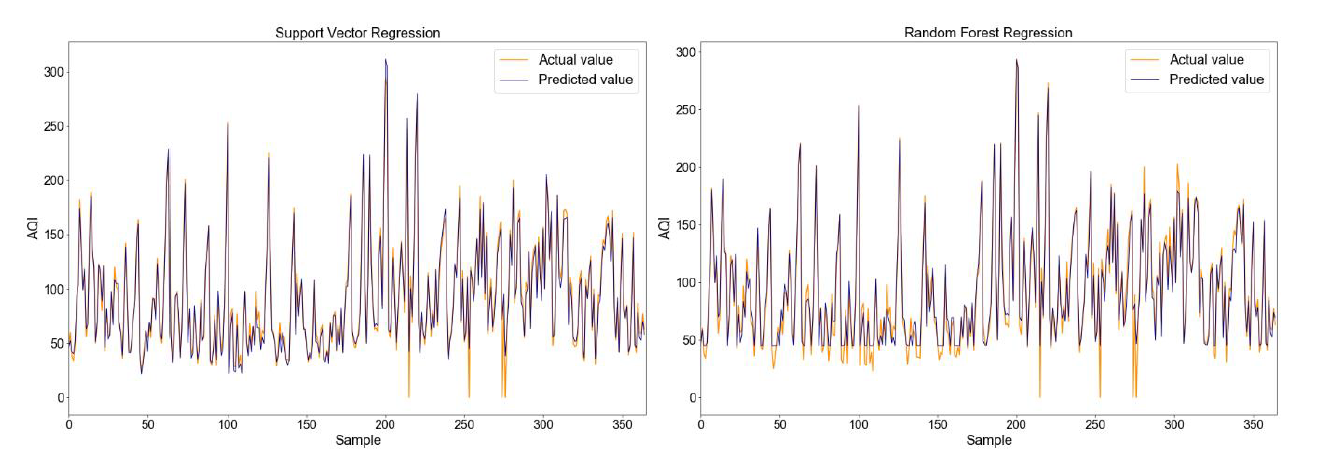 Support Vector Regression
Actual value
Predicted value
300
250
200
150
100
50
0
AQI
0 50 100 150 200 250 300 350
Sample
Random Forest Regression
Actual value
Predicted value
300
250
200
150
100
50
0
AQI
0 50 100 150 200 250 300 350
Sample